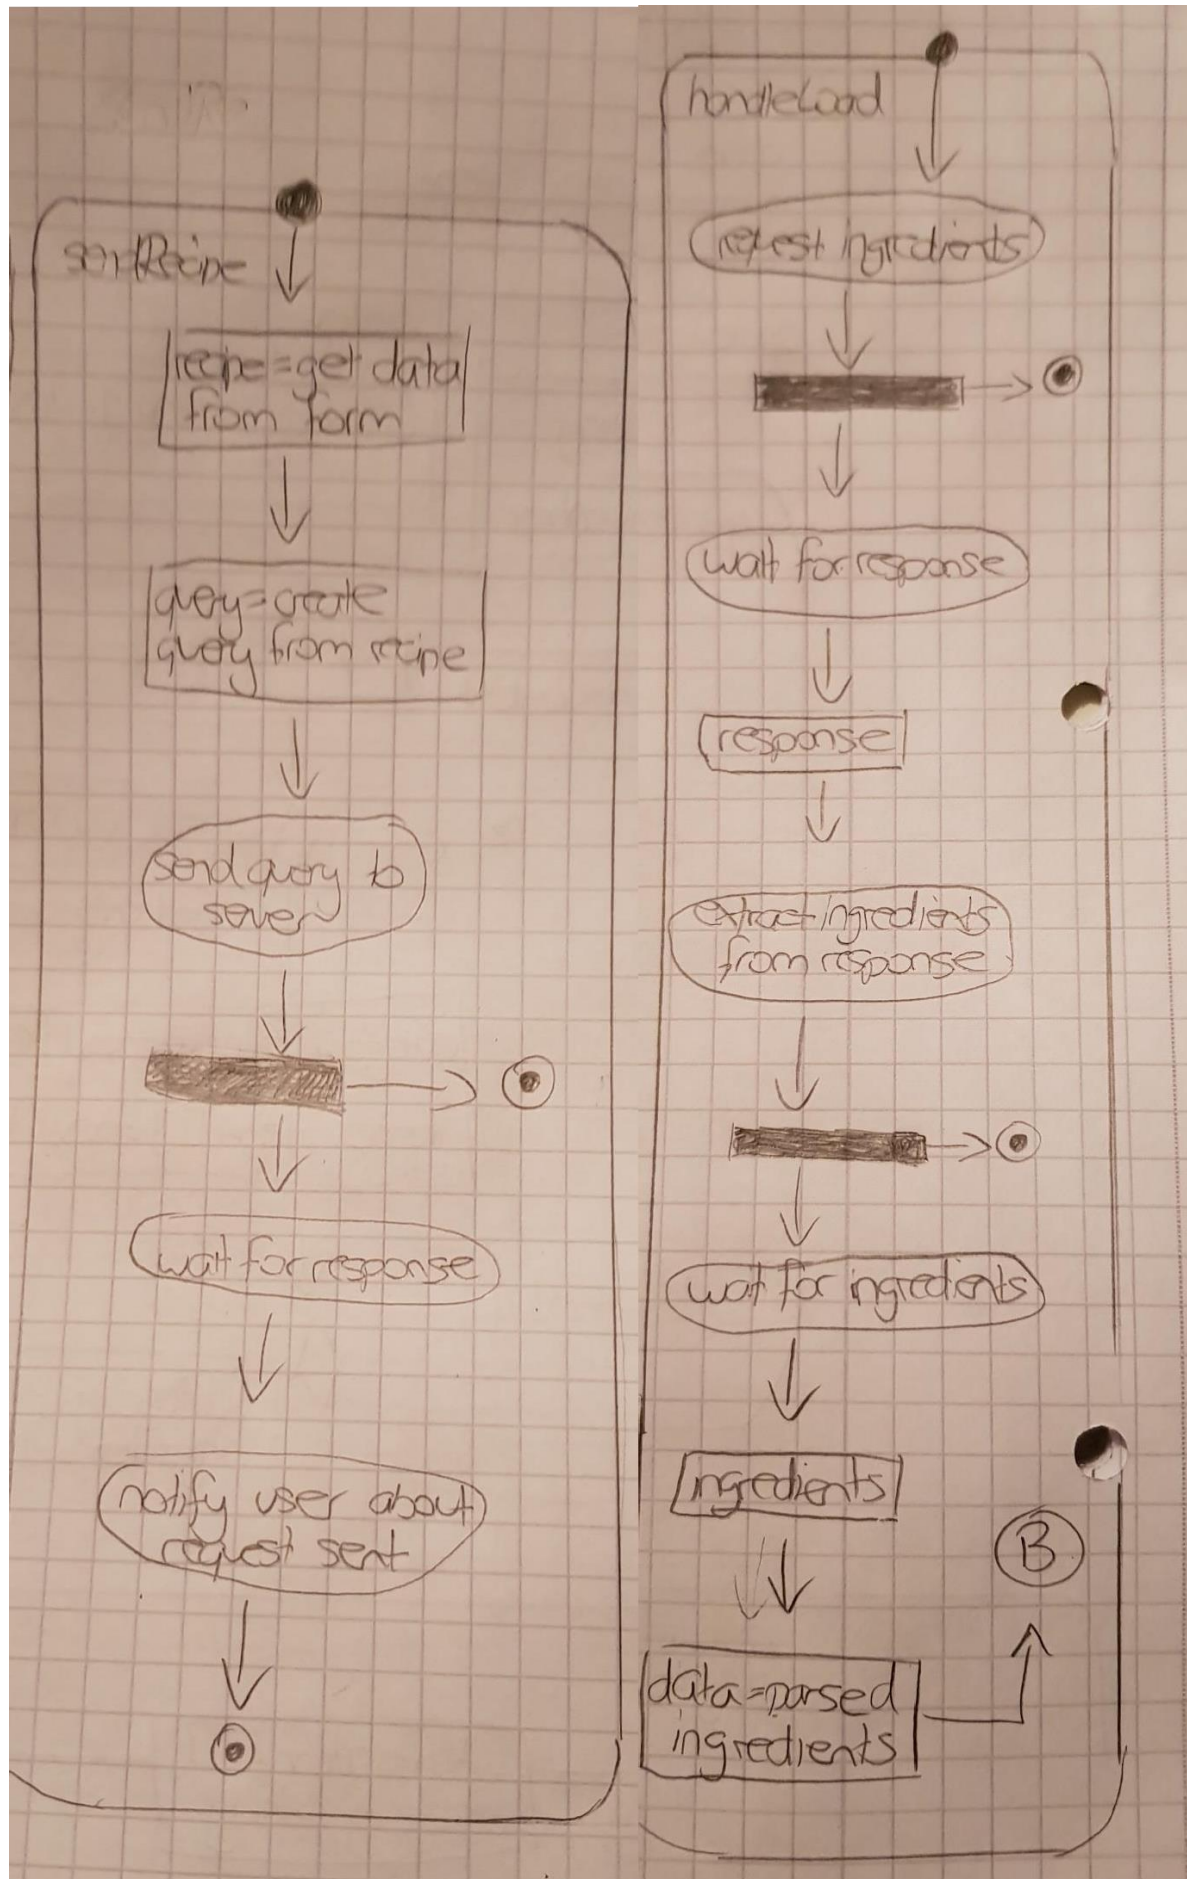 sendRecipe
recipe=get data
from form
query=create
query from recipe
send query to
sever
wait for response
notify user about
request sent
handleLoad
request ingredients
wait for response
response
extract ingredients
from response
wait for ingredients
ingredients
data=parsed
ingredients
B